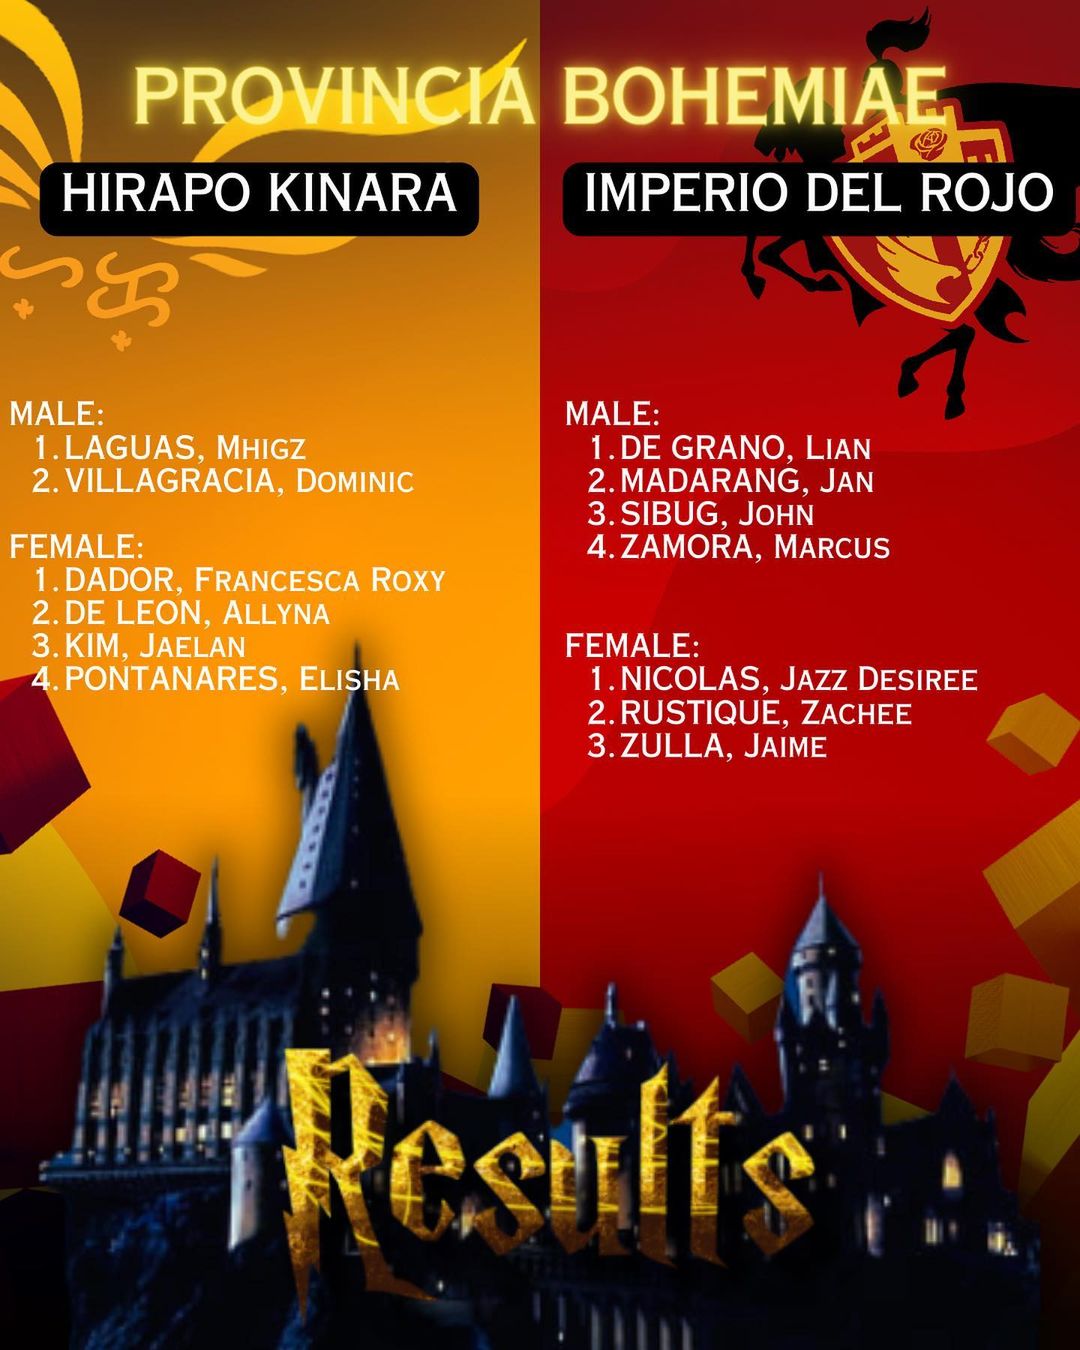 PROVINCIA BOHEMIAE
HIRAPO KINARA
MALE:
1. LAGUAS, MHIGZ
2. VILLAGRACIA, DOMINIC
FEMALE:
1. DADOR, FRANCESCA ROXY
2. DE LEON, ALLYNA
3. KIM, JAELAN
4. PONTANARES, ELISHA
IMPERIO DEL ROJO
MALE:
1. DE GRANO, LIAN
2. MADARANG, JAN
3. SIBUG, JOHN
4. ZAMORA, MARCUS
FEMALE:
1. NICOLAS, JAZZ DESIREE
2. RUSTIQUE, ZACHEE
3. ZULLA, JAIME
Results